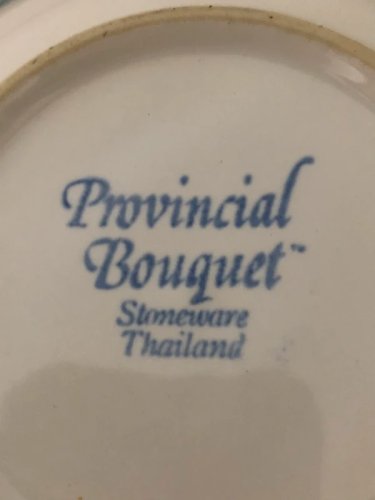 Provincial
Bouquet™
Stoneware
Thailand